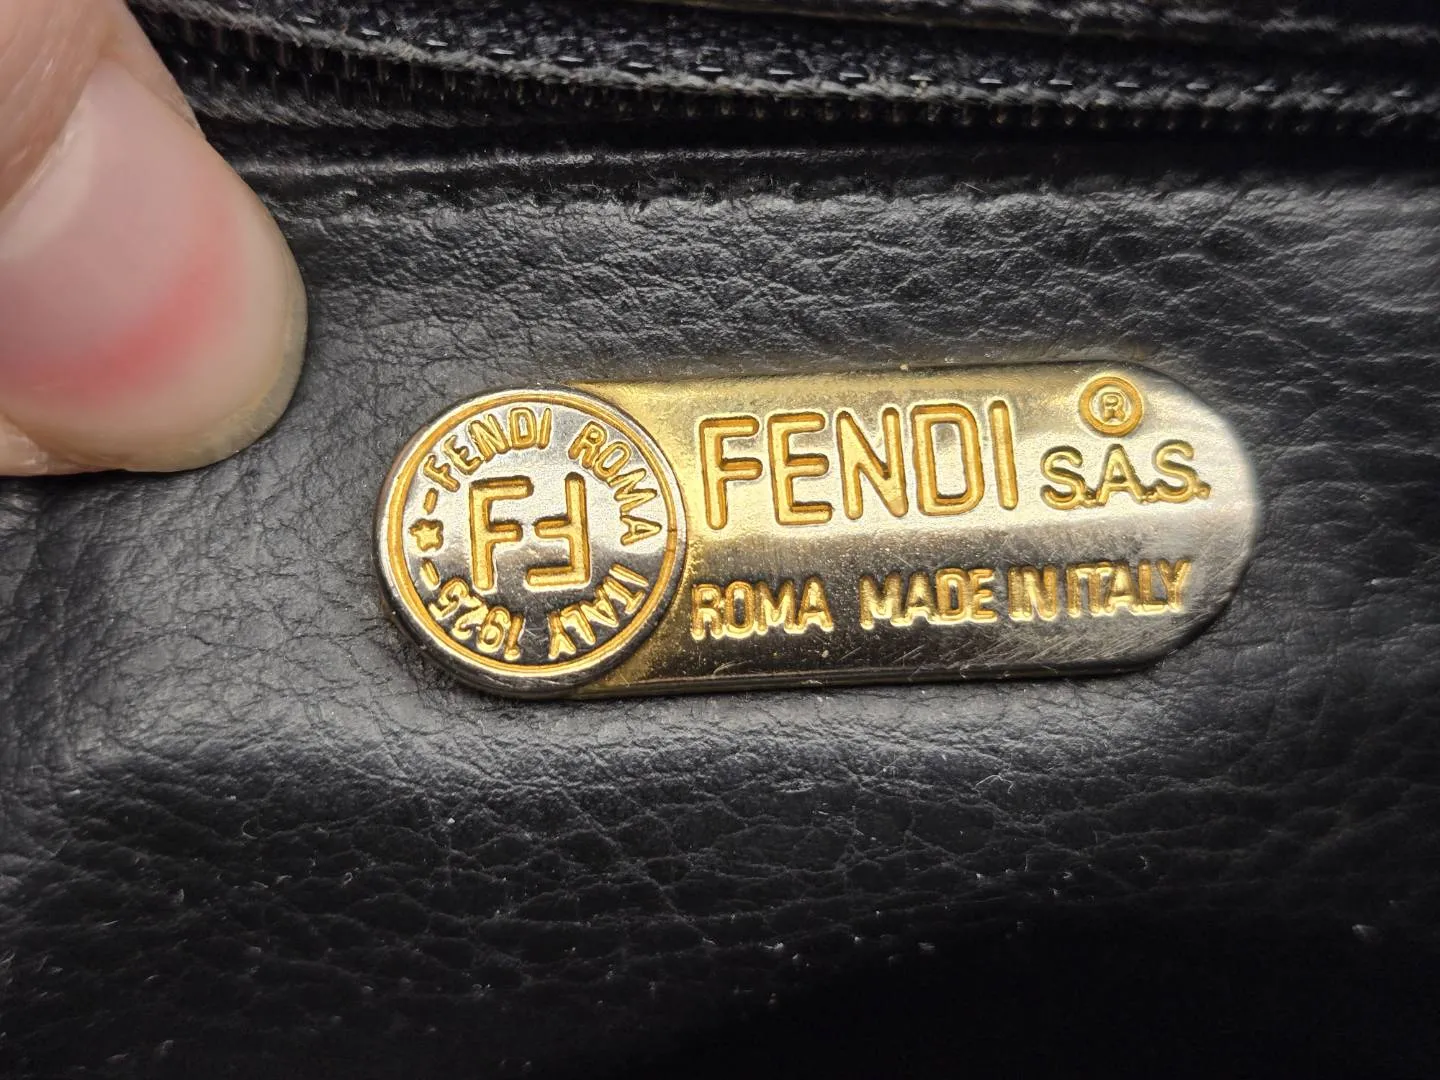 FENDI ROMA ITALY 1925
FF
FENDI ® S.A.S.
ROMA MADE IN ITALY